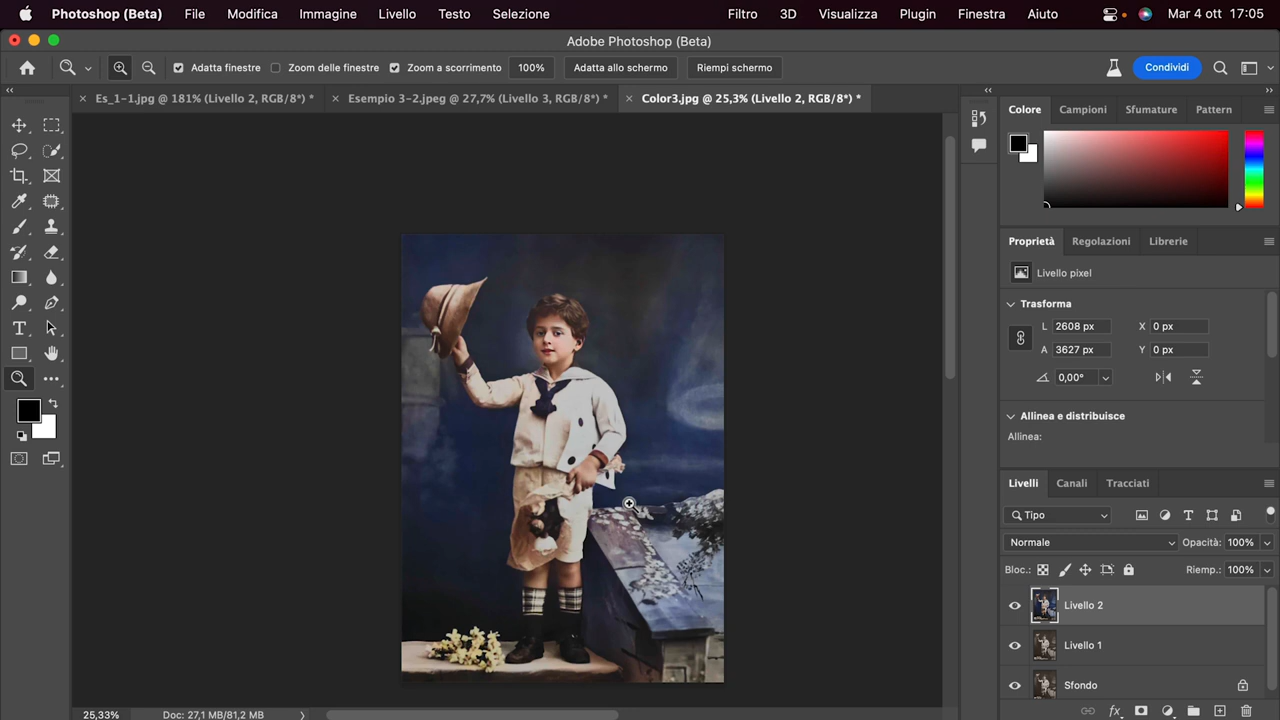 Photoshop (Beta) File Modifica Immagine Livello Testo Selezione Filtro 3D Visualizza Plugin Finestra Aiuto Mar 4 ott 17:05
Adobe Photoshop (Beta)
Adatta finestre Zoom delle finestre Zoom a scorrimento 100% Adatta allo schermo Riempi schermo Condividi
Es_1-1.jpg @ 181% (Livello 2, RGB/8*) * Esempio 3-2.jpeg @ 27,7% (Livello 3, RGB/8*) * Color3.jpg @ 25,3% (Livello 2, RGB/8*) *
Colore Campioni Sfumature Pattern
Proprietà Regolazioni Librerie
Livello pixel
Trasforma
L 2608 px X 0 px
A 3627 px Y 0 px
0,00°
Allinea e distribuisce
Allinea:
Livelli Canali Tracciati
Tipo
Normale Opacità: 100%
Bloc.: Riemp.: 100%
Livello 2
Livello 1
Sfondo
25,33% Doc: 27,1 MB/81,2 MB